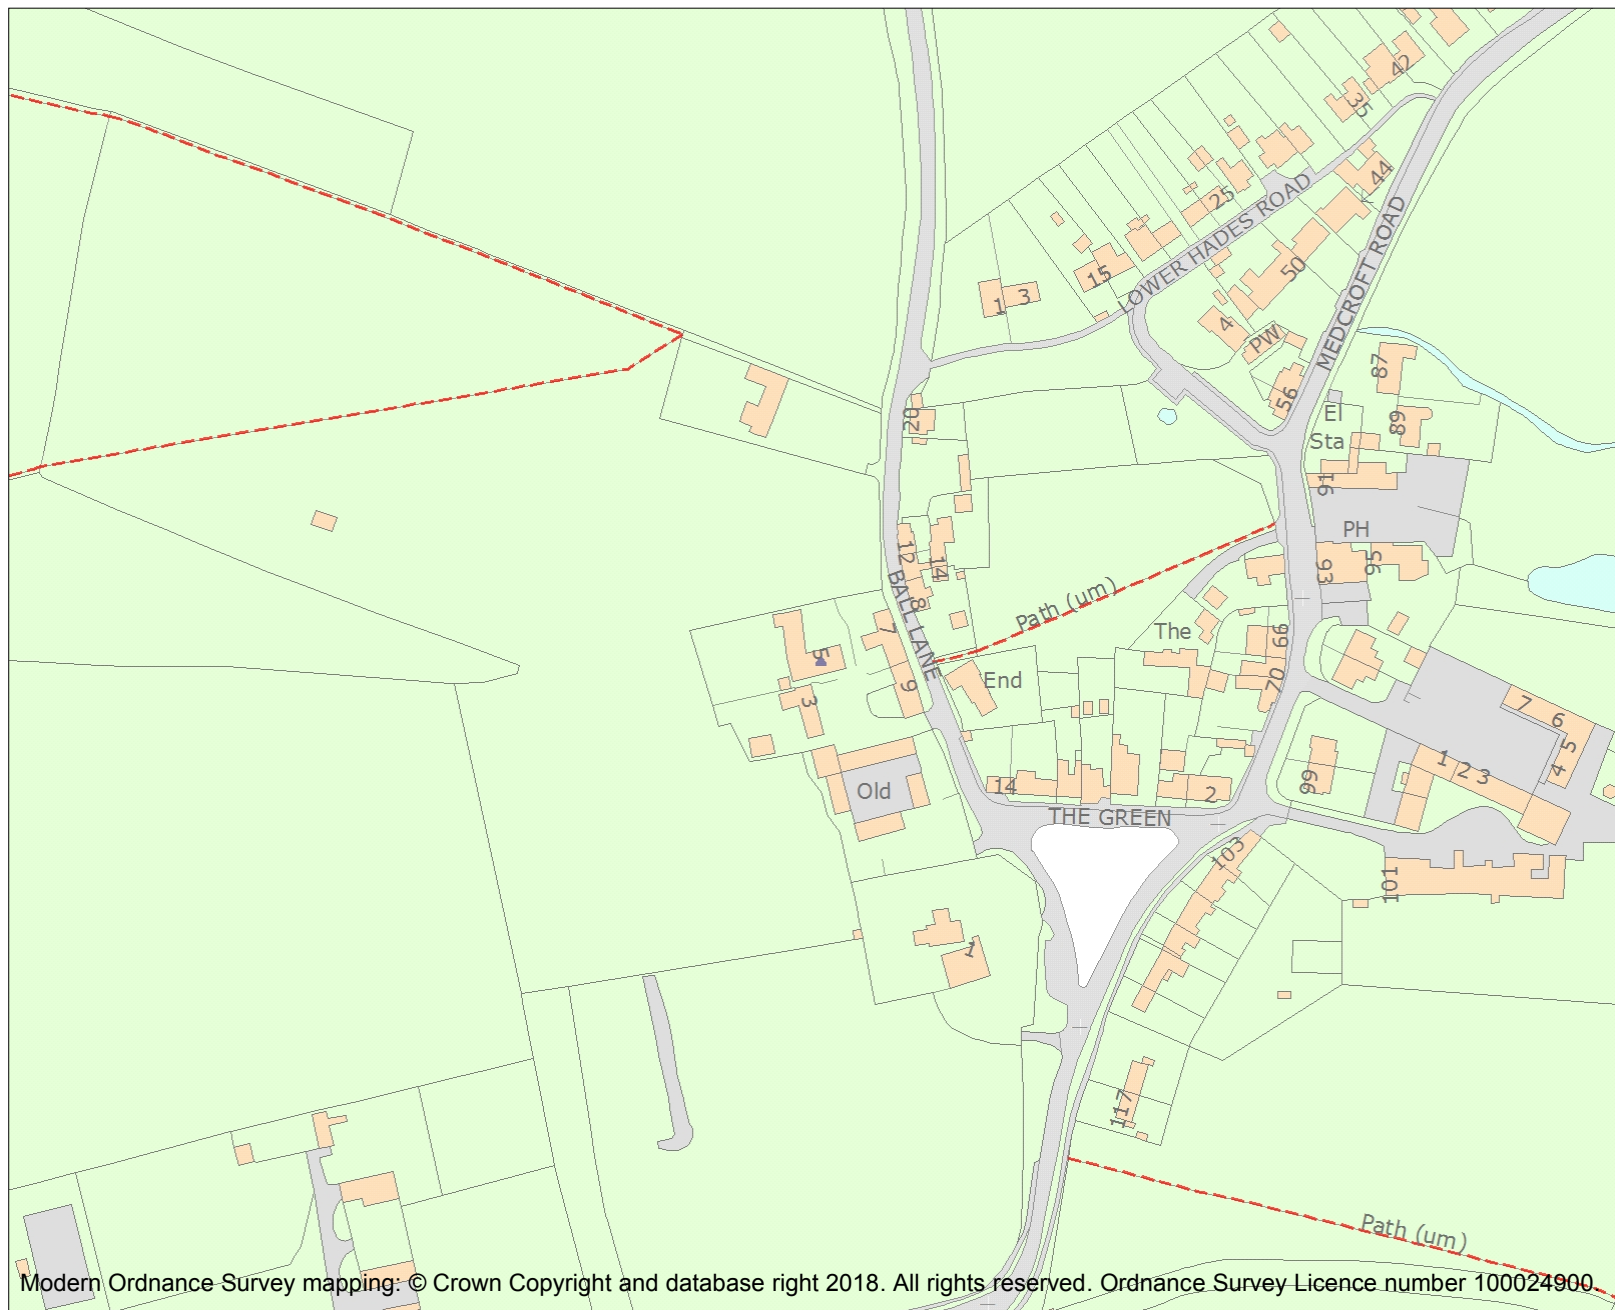 42
35
44
25
LOWER HADES ROAD
50
15
3
1
4
PW
MEDCROFT ROAD
87
56
El
Sta
89
20
91
PH
12
14
93
95
8
BALL LANE
Path (um)
The
7
5
66
End
70
9
3
7
6
5
4
1
2
3
99
14
2
Old
THE GREEN
103
101
1
117
Path (um)
Modern Ordnance Survey mapping: © Crown Copyright and database right 2018. All rights reserved. Ordnance Survey Licence number 100024900.